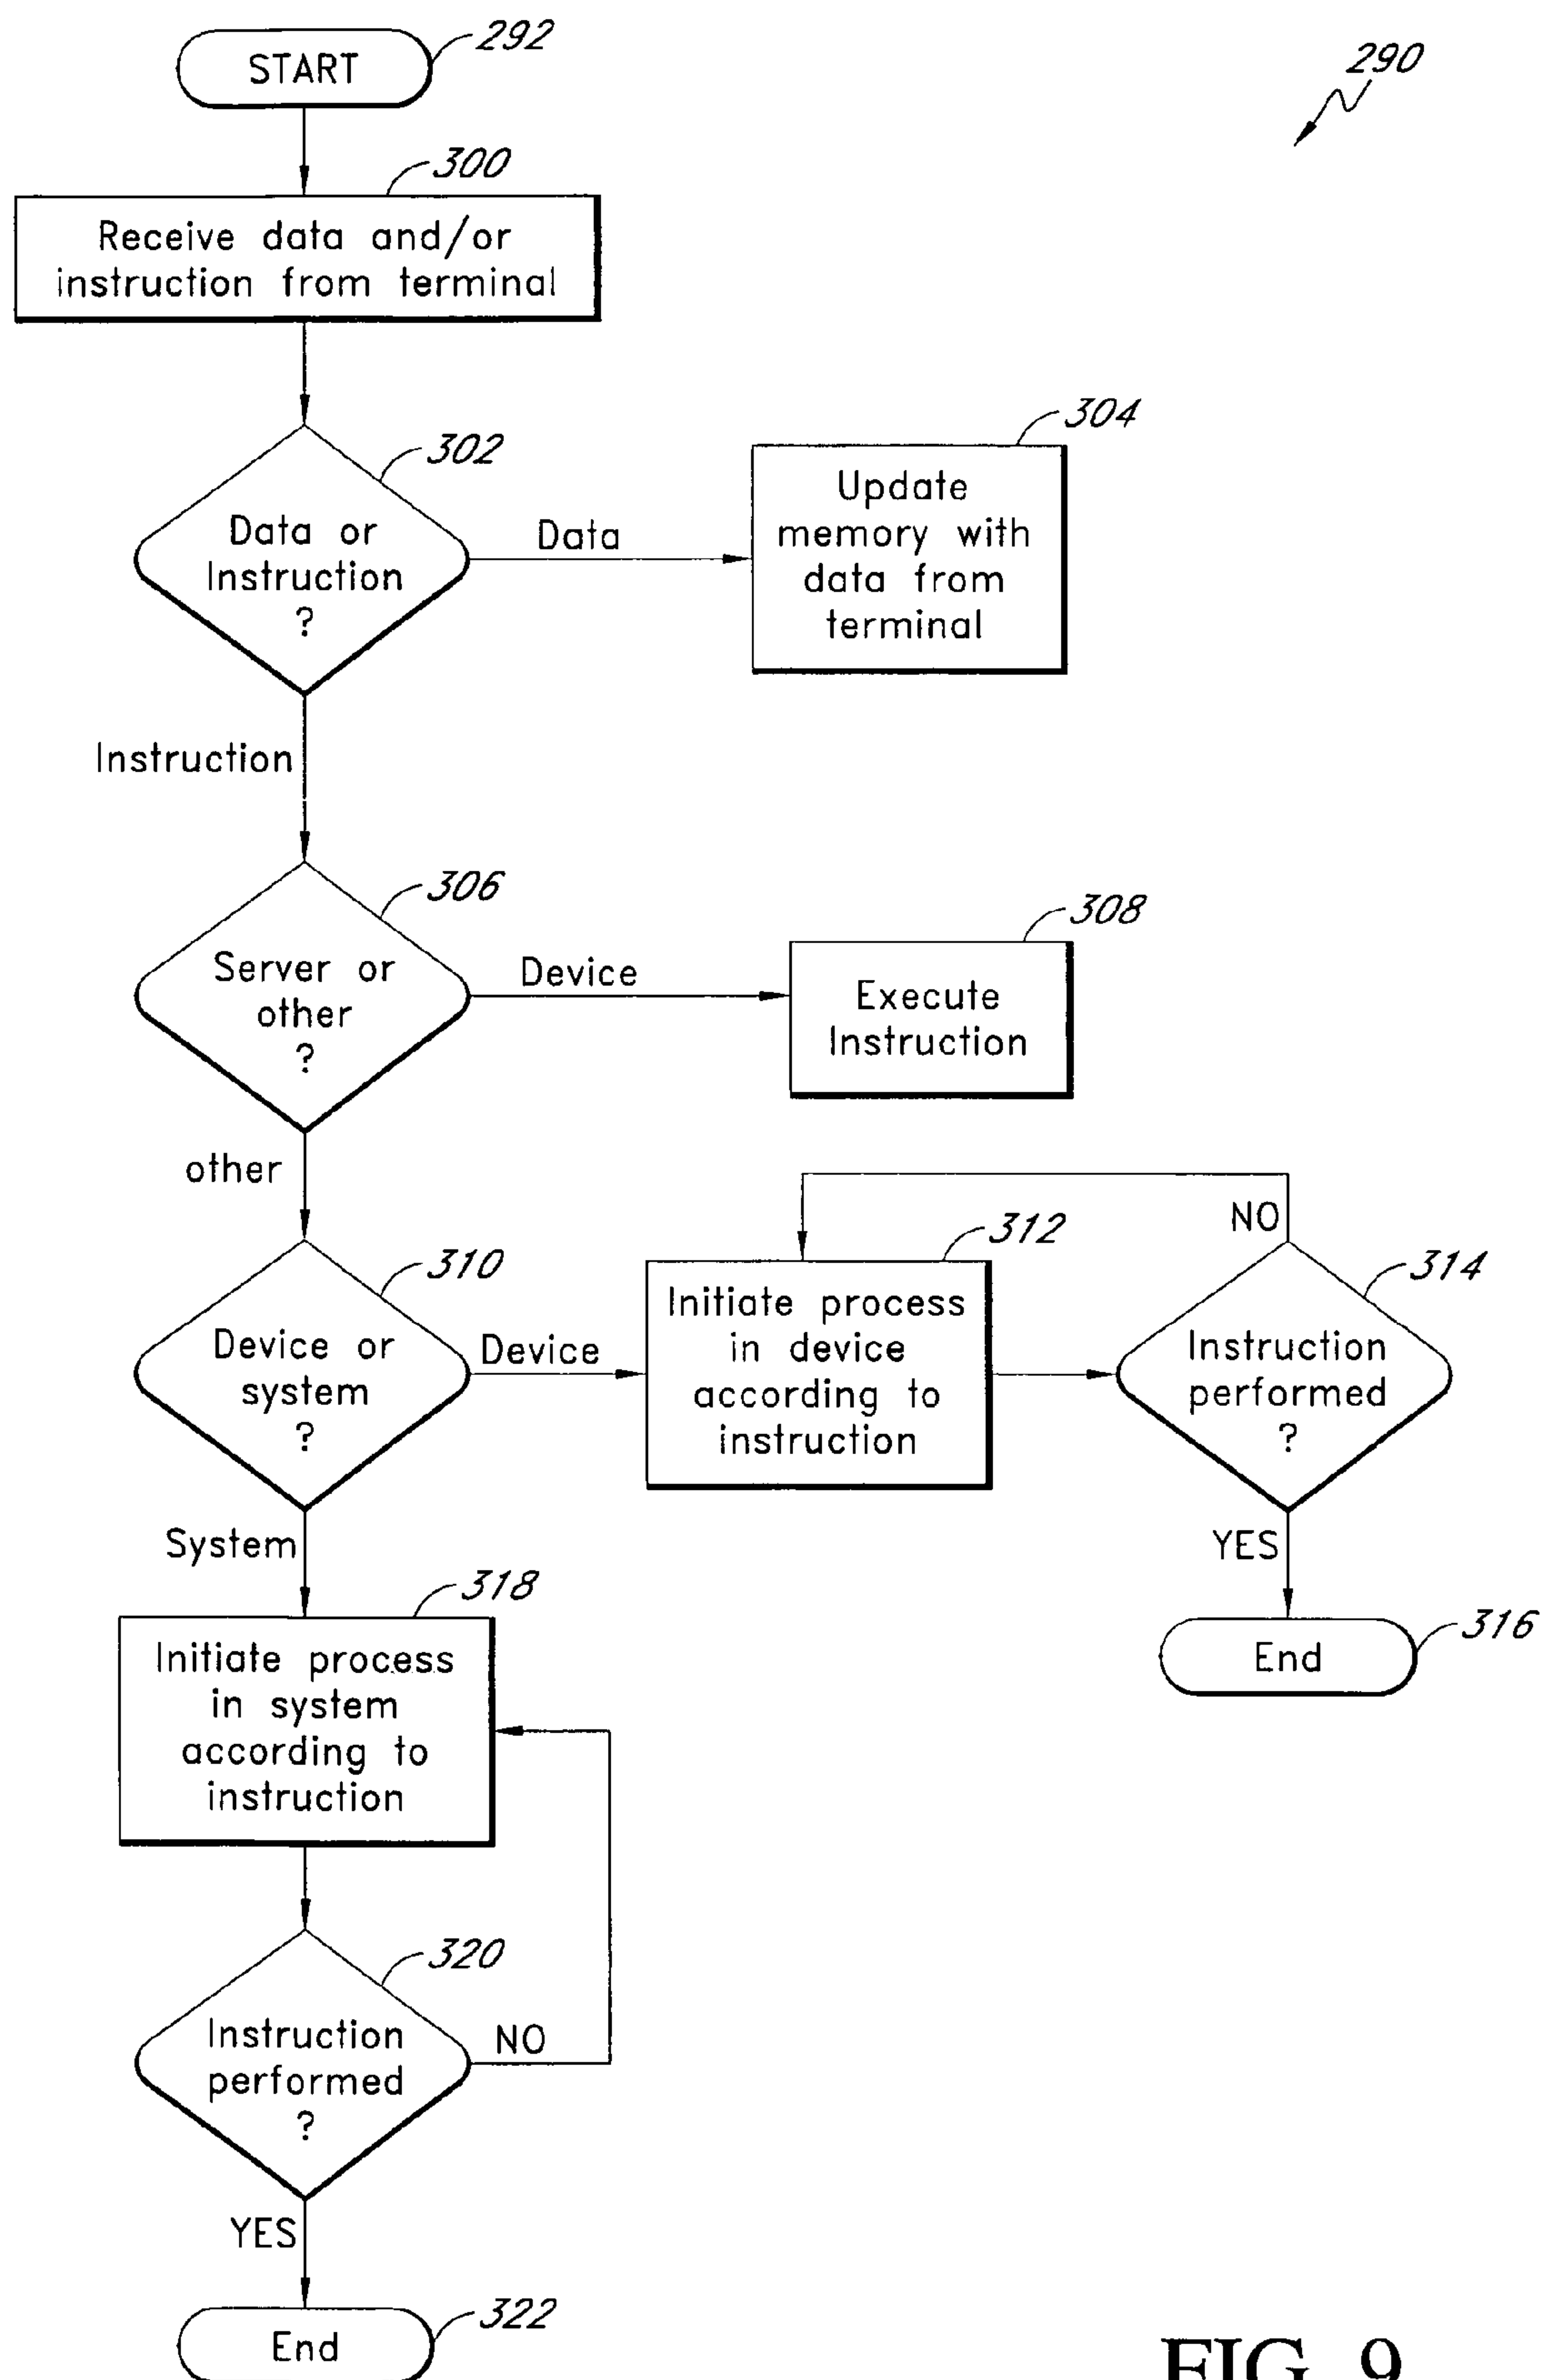 START
292
290
300
Receive data and/or
instruction from terminal
302
Data or
Instruction
?
Data
304
Update
memory with
data from
terminal
Instruction
306
Server or
other
?
Device
308
Execute
Instruction
other
310
Device or
system
?
Device
312
Initiate process
in device
according to
instruction
NO
314
Instruction
performed
?
YES
316
End
System
318
Initiate process
in system
according to
instruction
320
Instruction
performed
?
NO
YES
322
End
FIG. 9